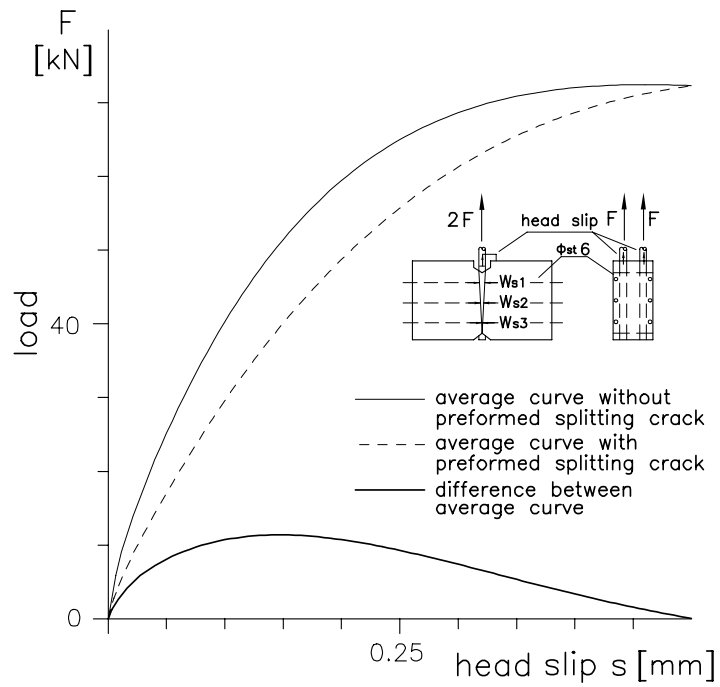 F
[kN]
2F
head slip
F
F
Φst 6
Ws1
Ws2
Ws3
load
40
average curve without
preformed splitting crack
average curve with
preformed splitting crack
difference between
average curve
0
0.25
head slip s [mm]